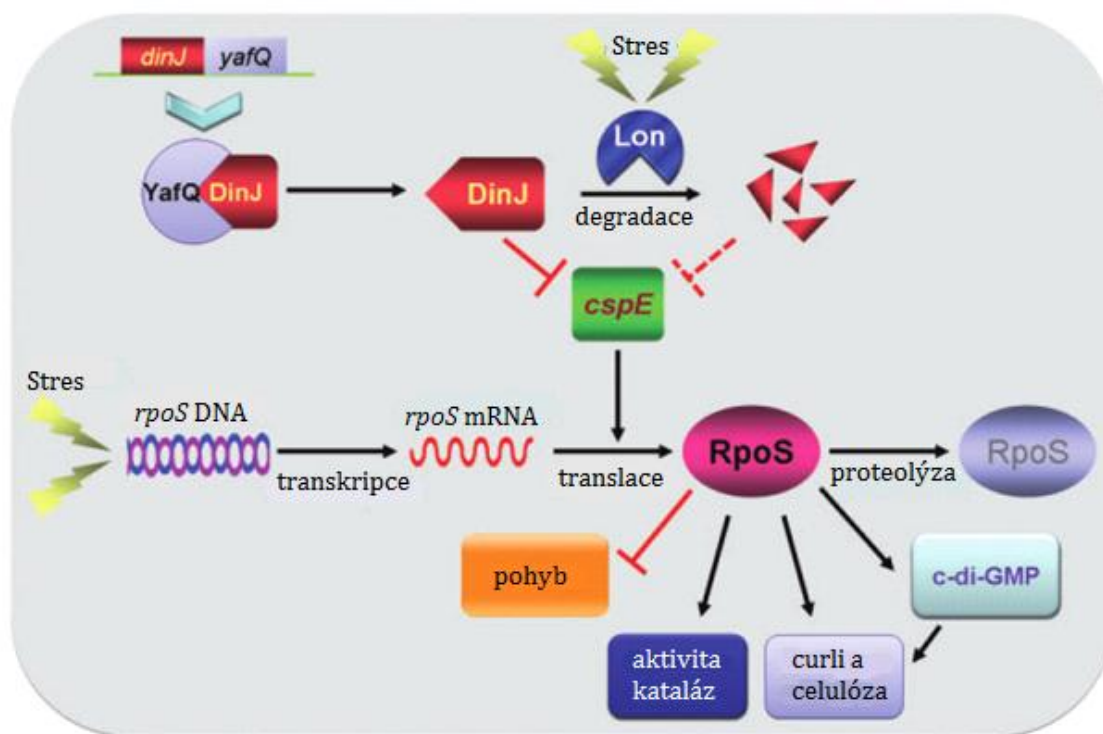 dinJ yafQ
Stres
Lon
YafQ DinJ
DinJ
degradace
cspE
Stres
rpoS DNA
rpoS mRNA
transkripce
translace
RpoS
proteolýza
RpoS
pohyb
c-di-GMP
aktivita
kataláz
curli a
celulóza